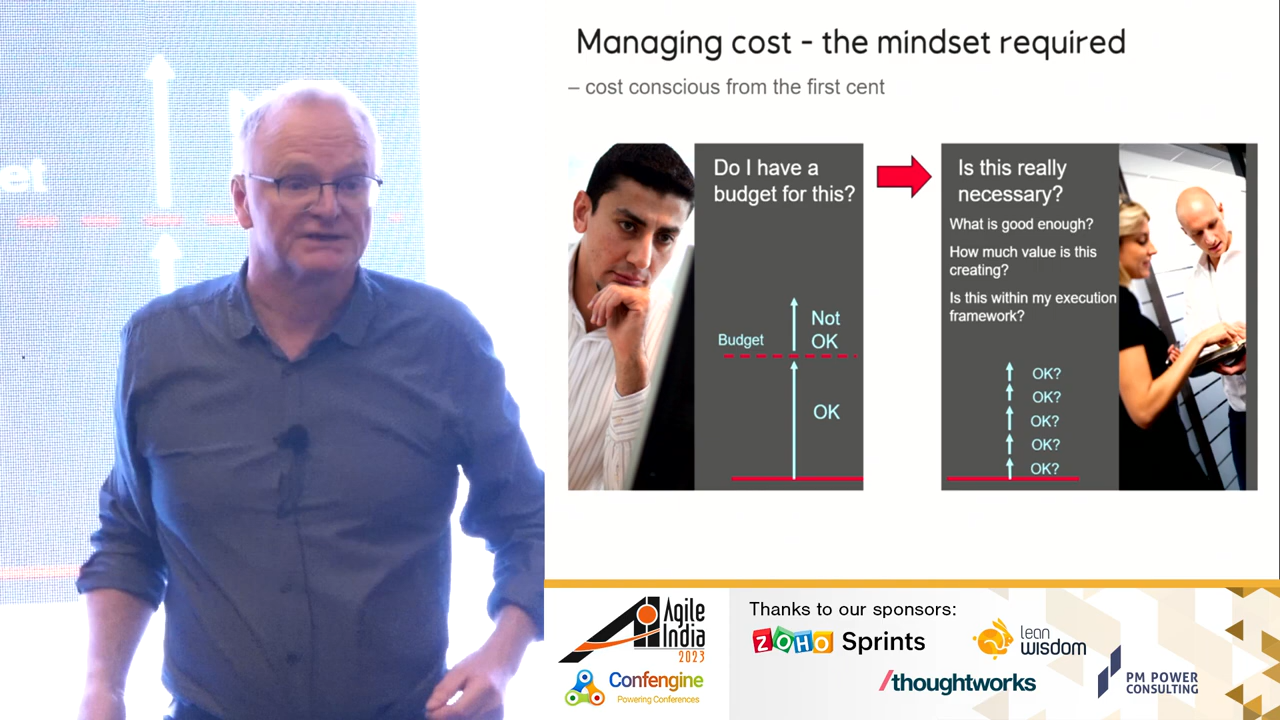 Managing cost - the mindset required
– cost conscious from the first cent
Do I have a
budget for this?
Budget
Not
OK
OK
Is this really
necessary?
What is good enough?
How much value is this
creating?
Is this within my execution
framework?
OK?
OK?
OK?
OK?
OK?
Agile
India
2023
Confengine
Powering Conferences
Thanks to our sponsors:
ZOHO Sprints
lean
wisdom
/thoughtworks
PM POWER
CONSULTING